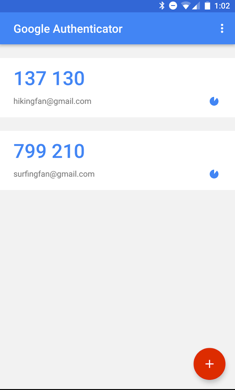 1:02
Google Authenticator
137 130
hikingfan@gmail.com
799 210
surfingfan@gmail.com
+